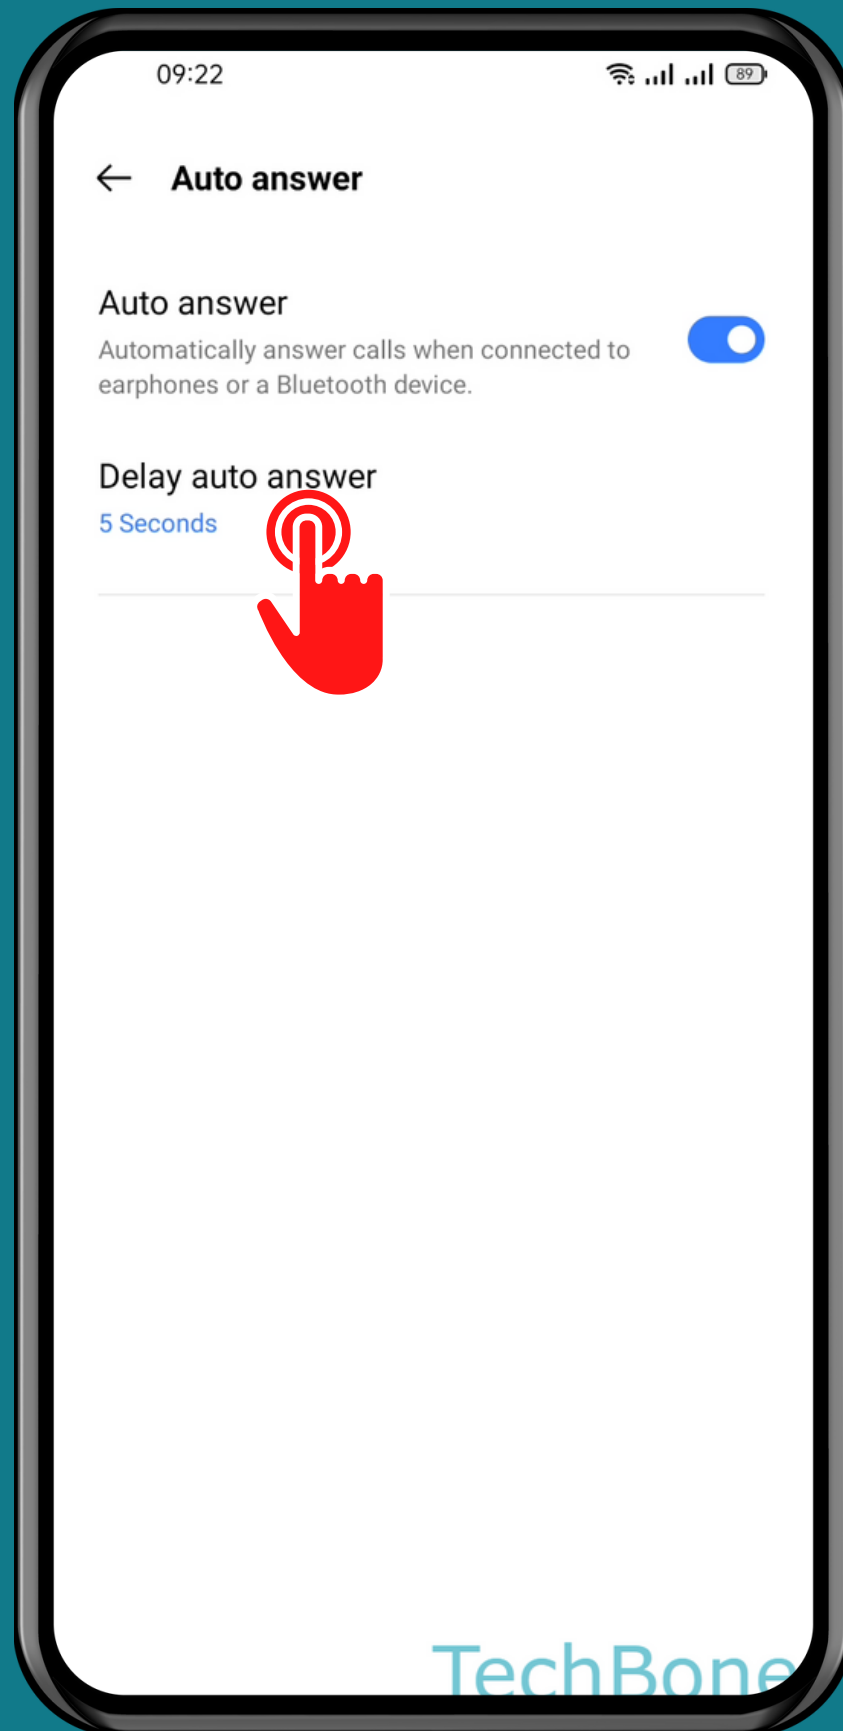 09:22
89
Auto answer
Auto answer
Automatically answer calls when connected to
earphones or a Bluetooth device.
Delay auto answer
5 Seconds
TechBone